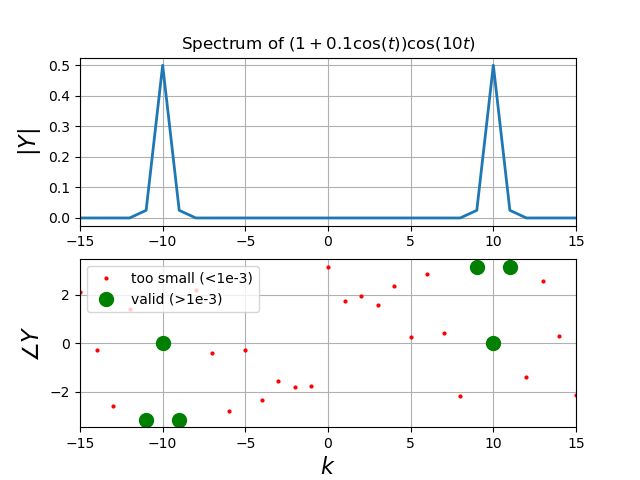 Spectrum of (1 + 0.1cos(t))cos(10t)
0.5
0.4
0.3
0.2
0.1
0.0
|Y|
−15 −10 −5 0 5 10 15
k
too small (<1e-3)
valid (>1e-3)
2
0
−2
∠Y
−15 −10 −5 0 5 10 15
k